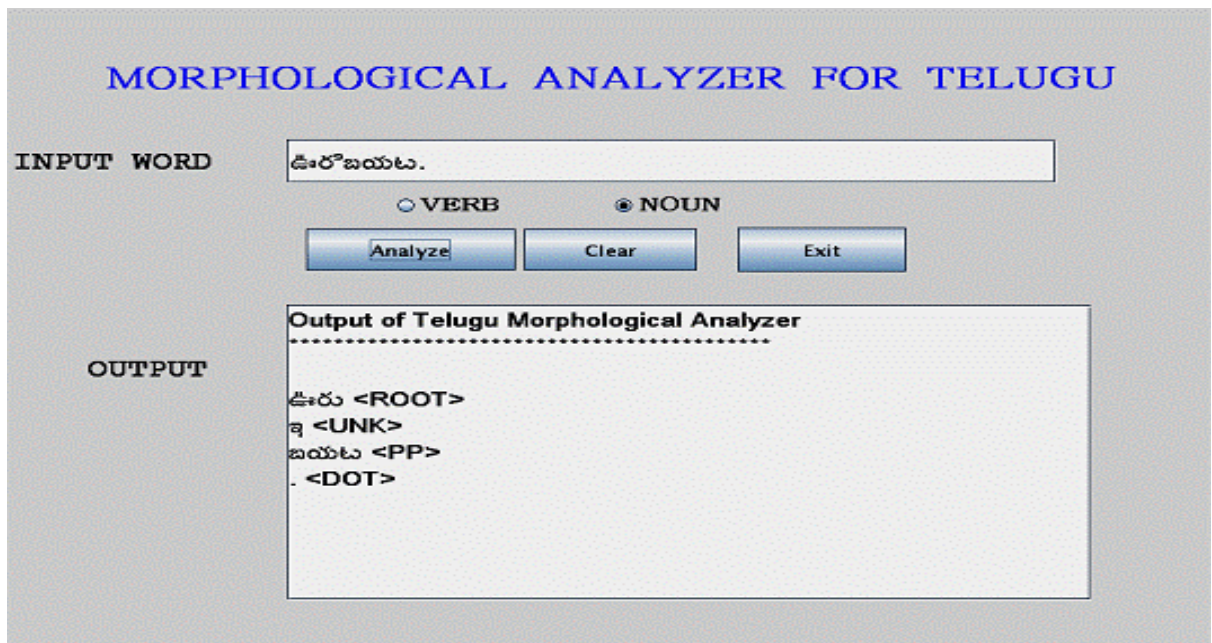 MORPHOLOGICAL ANALYZER FOR TELUGU
INPUT WORD
ఊరిబయట.
VERB NOUN
Analyze Clear Exit
OUTPUT
Output of Telugu Morphological Analyzer
*******************************************
ఊరు <ROOT>
ఇ <UNK>
బయట <PP>
. <DOT>